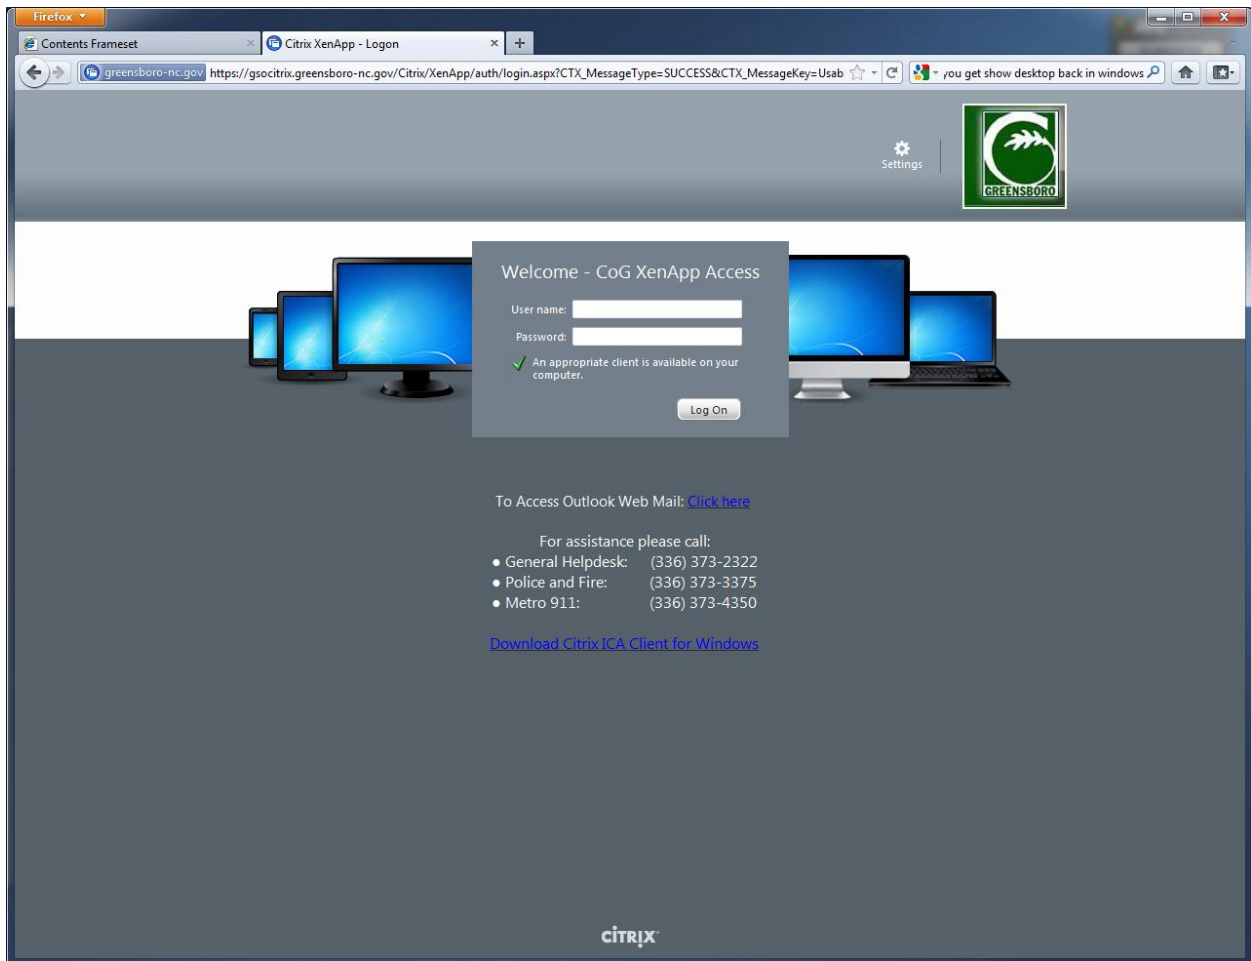 Firefox
Contents Frameset
Citrix XenApp - Logon
greensboro-nc.gov https://gsocitrix.greensboro-nc.gov/Citrix/XenApp/auth/login.aspx?CTX_MessageType=SUCCESS&CTX_MessageKey=Usab
you get show desktop back in windows
Settings
GREENSBORO
Welcome - CoG XenApp Access
User name:
Password:
An appropriate client is available on your
computer.
Log On
To Access Outlook Web Mail: Click here
For assistance please call:
● General Helpdesk: (336) 373-2322
● Police and Fire: (336) 373-3375
● Metro 911: (336) 373-4350
Download Citrix ICA Client for Windows
CITRIX